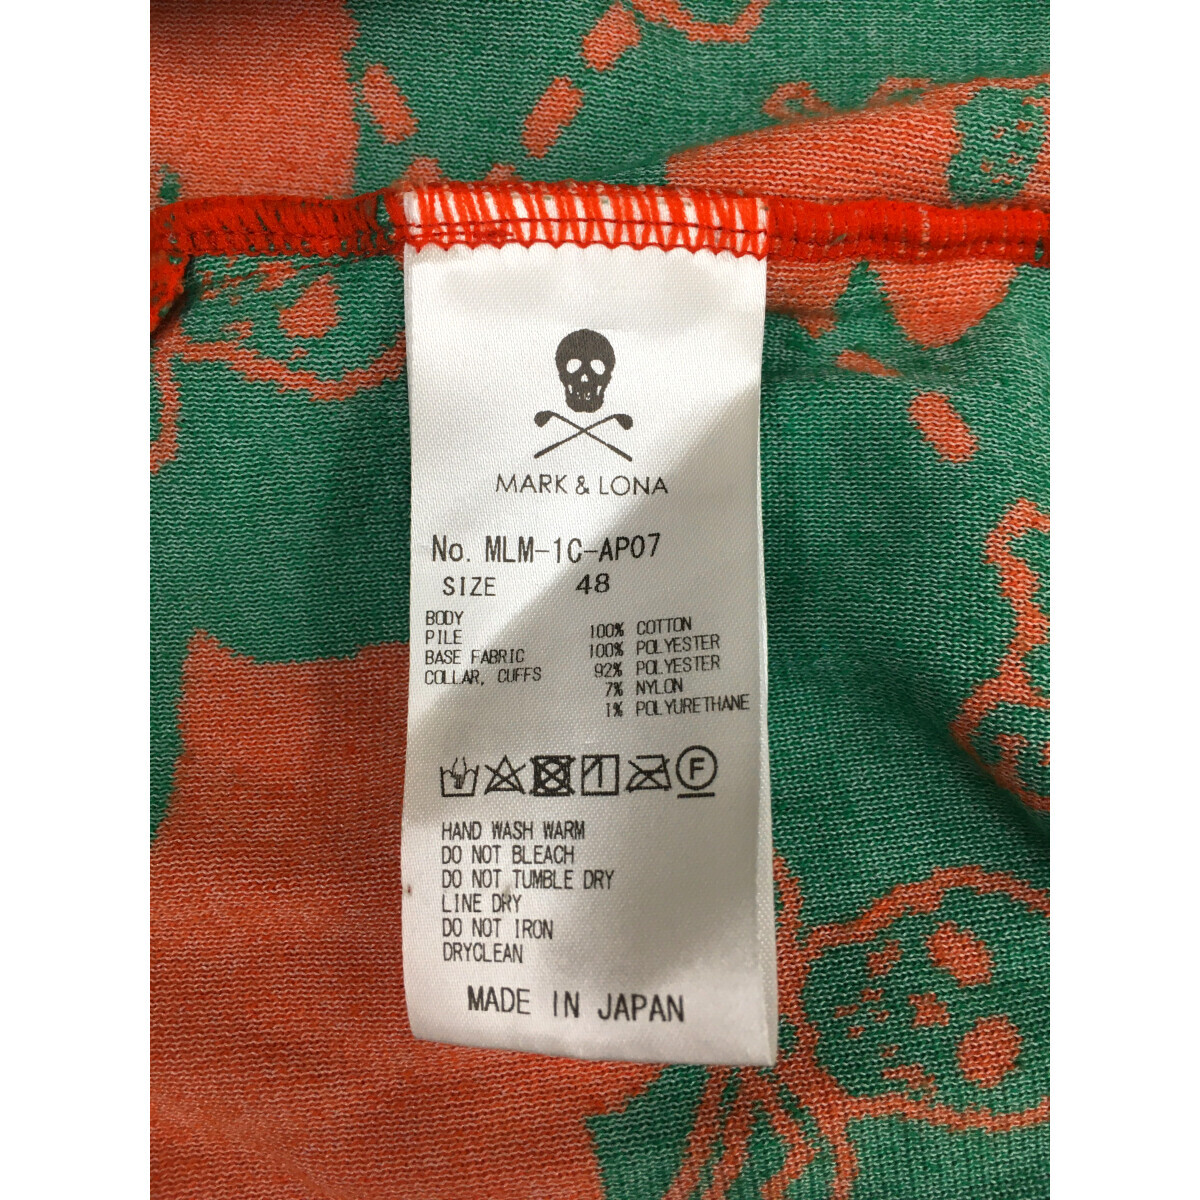 MARK & LONA
No. MLM-1C-AP07
SIZE 48
BODY
PILE 100% COTTON
BASE FABRIC 100% POLYESTER
COLLAR, CUFFS 92% POLYESTER
7% NYLON
1% POLYURETHANE
F
HAND WASH WARM
DO NOT BLEACH
DO NOT TUMBLE DRY
LINE DRY
DO NOT IRON
DRYCLEAN
MADE IN JAPAN